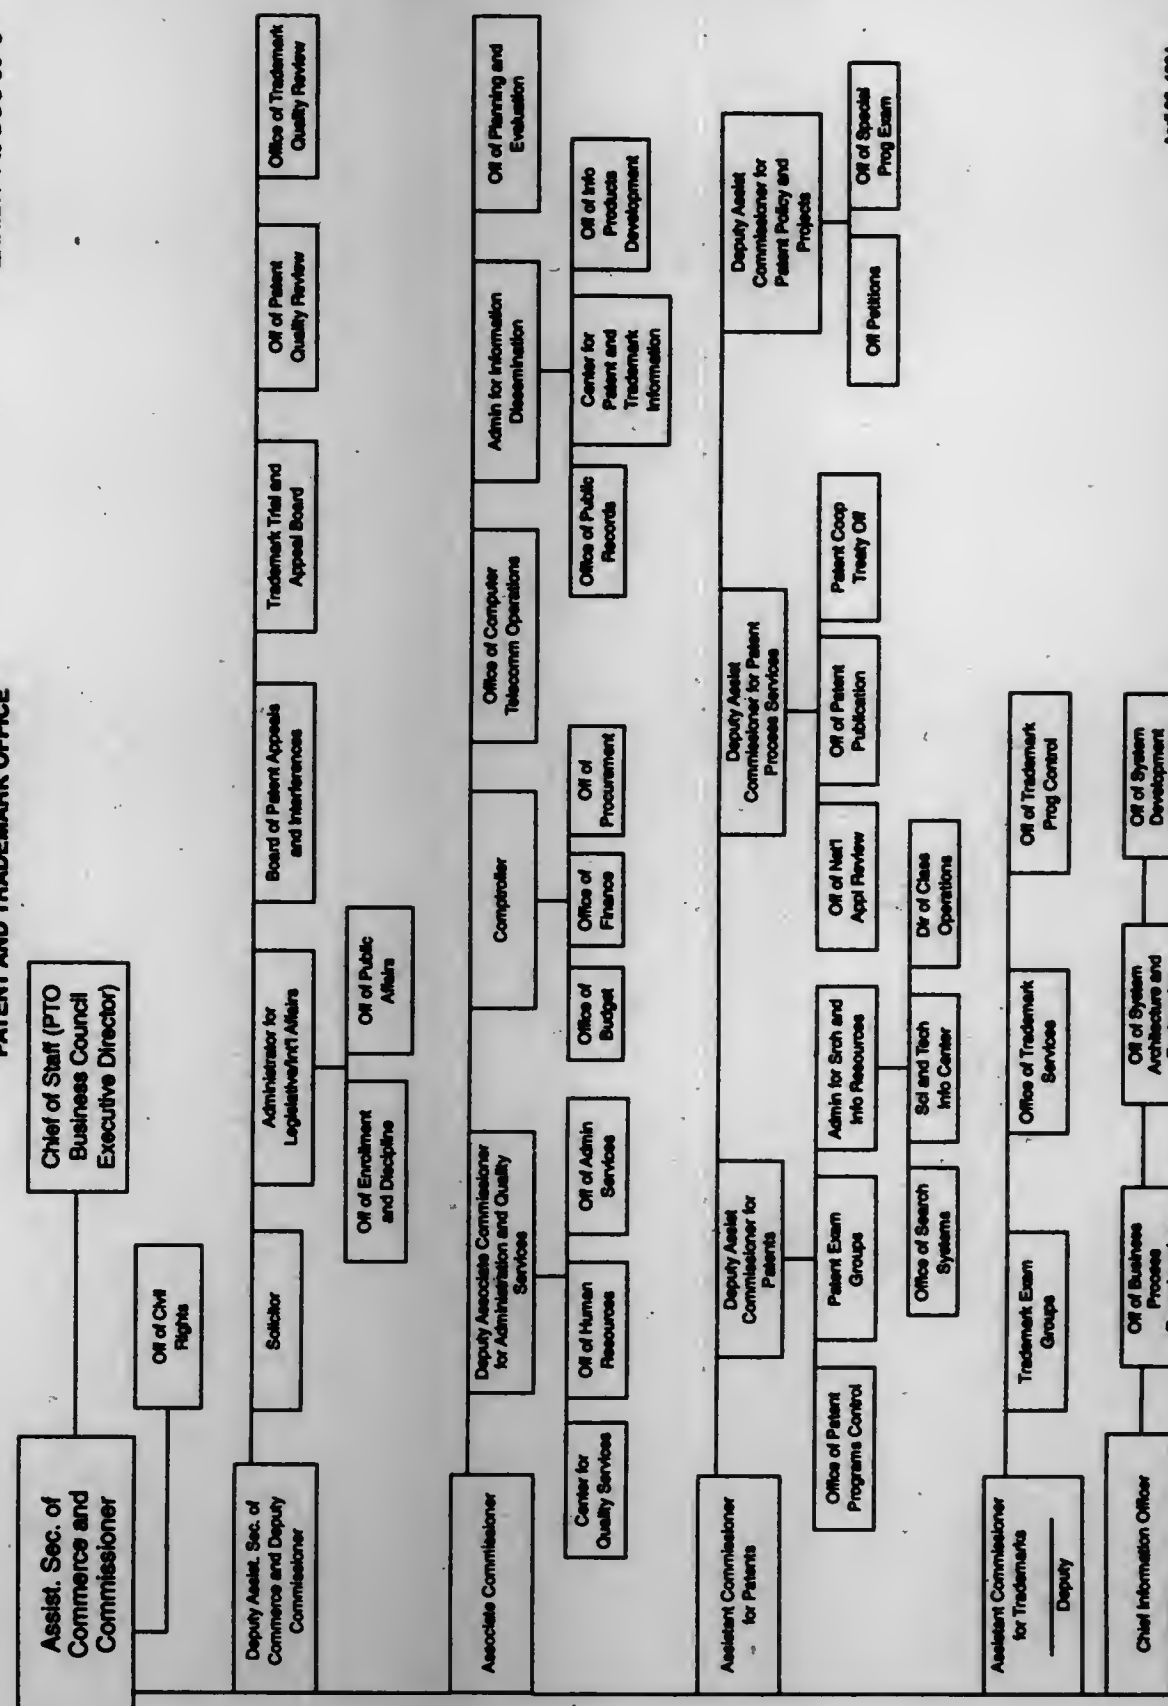 PATENT AND TRADEMARK OFFICE
Assist. Sec. of
Commerce and
Commissioner
Chief of Staff (PTO
Business Council
Executive Director)
Off of Civil
Rights
Deputy Assist. Sec. of
Commerce and Deputy
Commissioner
Solicitor
Administrator for
Legislative/Int'l Affairs
Board of Patent Appeals
and Interferences
Trademark Trial and
Appeal Board
Off of Patent
Quality Review
Office of Trademark
Quality Review
Off of Enrollment
and Discipline
Off of Public
Affairs
Associate Commissioner
Deputy Associate Commissioner
for Administration and Quality
Services
Comptroller
Office of Computer
Telecomm Operations
Admin for Information
Dissemination
Off of Planning and
Evaluation
Center for
Quality Services
Off of Human
Resources
Off of Admin
Services
Office of
Budget
Office of
Finance
Off of
Procurement
Office of Public
Records
Center for
Patent and
Trademark
Information
Off of Info
Products
Development
Assistant Commissioner
for Patents
Deputy Assist
Commissioner for
Patents
Deputy Assist
Commissioner for Patent
Process Services
Deputy Assist
Commissioner for
Patent Policy and
Projects
Office of Patent
Programs Control
Patent Exam
Groups
Admin for Srch and
Info Resources
Off of Nat'l
Appl Review
Off of Patent
Publication
Patent Coop
Treaty Off
Off Petitions
Off of Special
Prog Exam
Office of Search
Systems
Sci and Tech
Info Center
Dir of Class
Operations
Assistant Commissioner
for Trademarks
Deputy
Trademark Exam
Groups
Office of Trademark
Services
Off of Trademark
Prog Control
Chief Information Officer
Off of Business
Process
Off of System
Architecture and
Off of System
Development